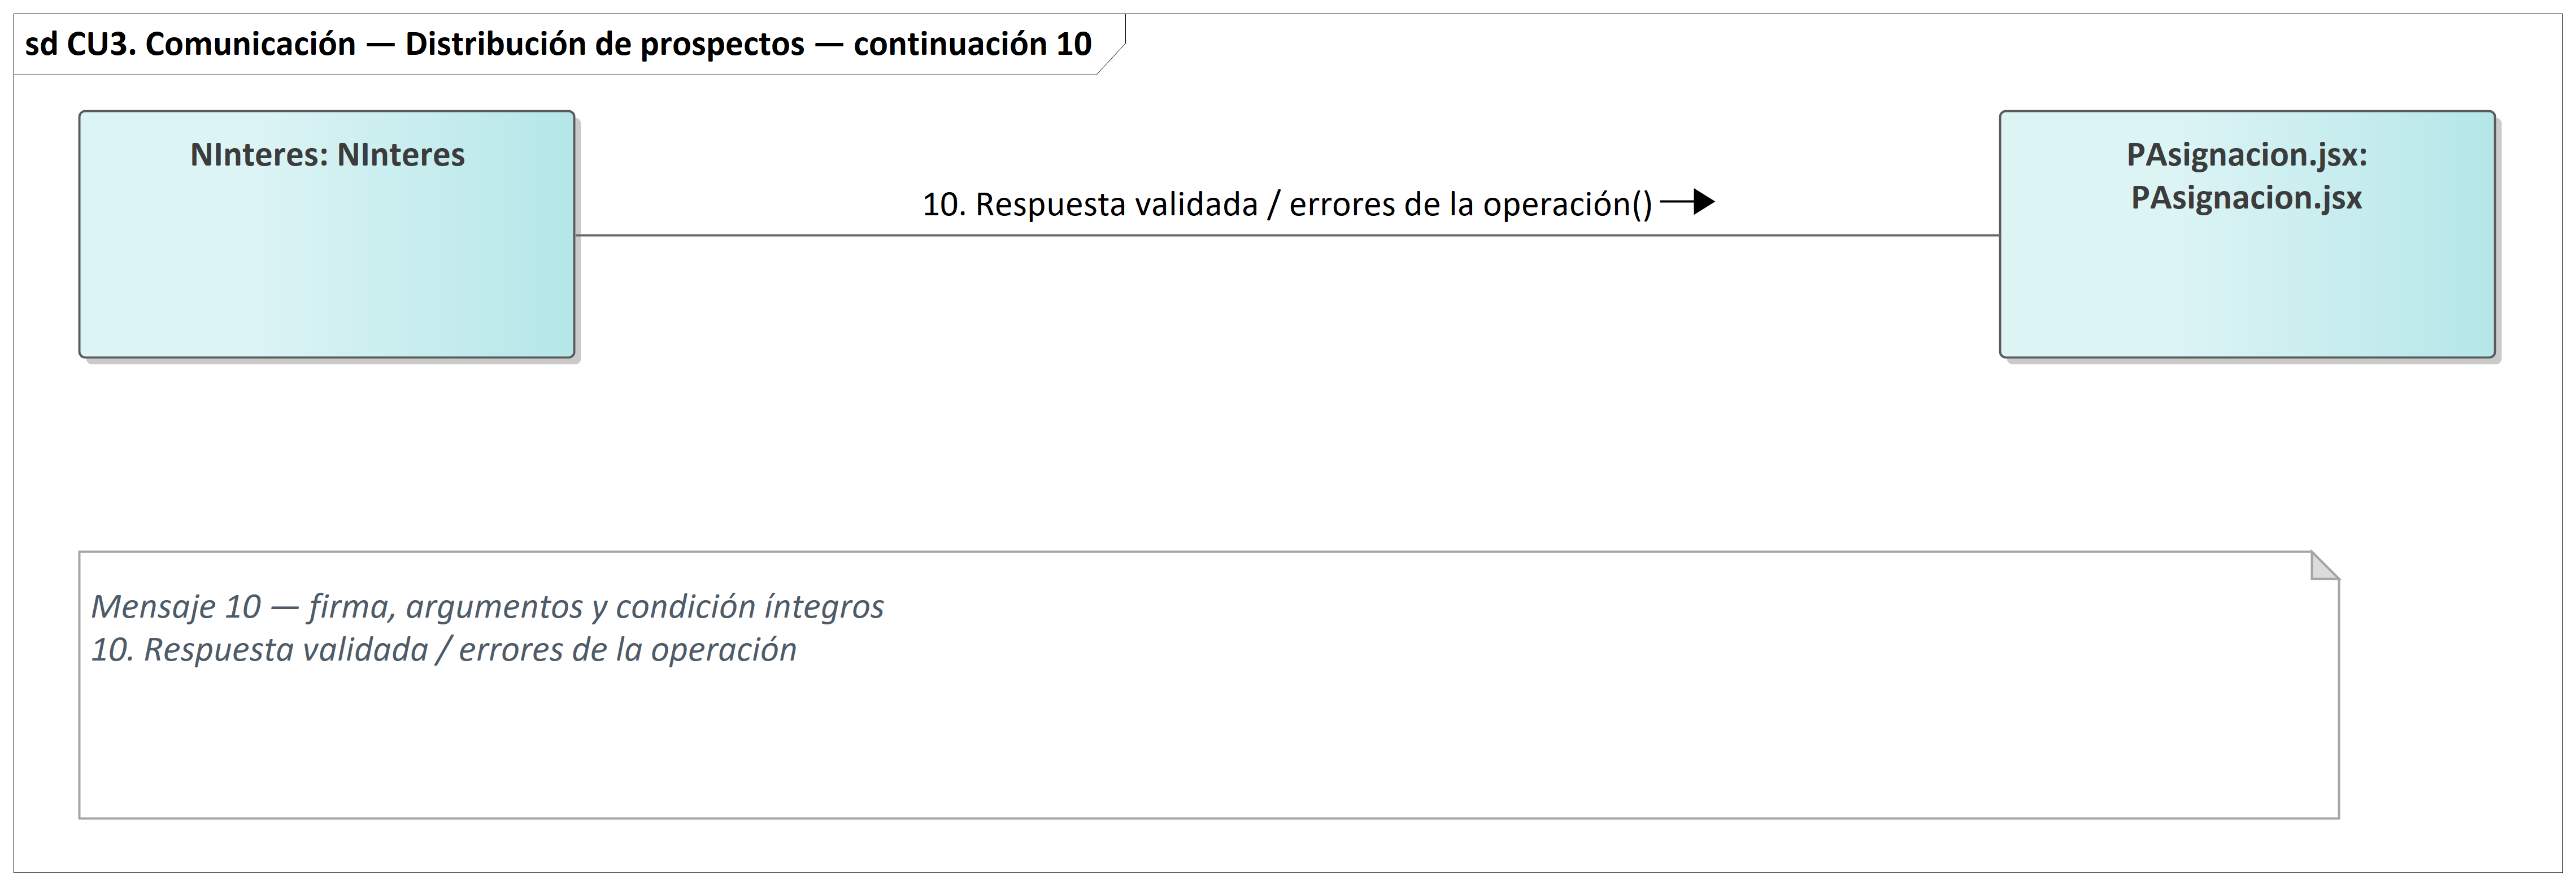 sd CU3. Comunicación — Distribución de prospectos — continuación 10
NInteres: NInteres
PAsignacion.jsx:
PAsignacion.jsx
10. Respuesta validada / errores de la operación()
Mensaje 10 — firma, argumentos y condición íntegros
10. Respuesta validada / errores de la operación